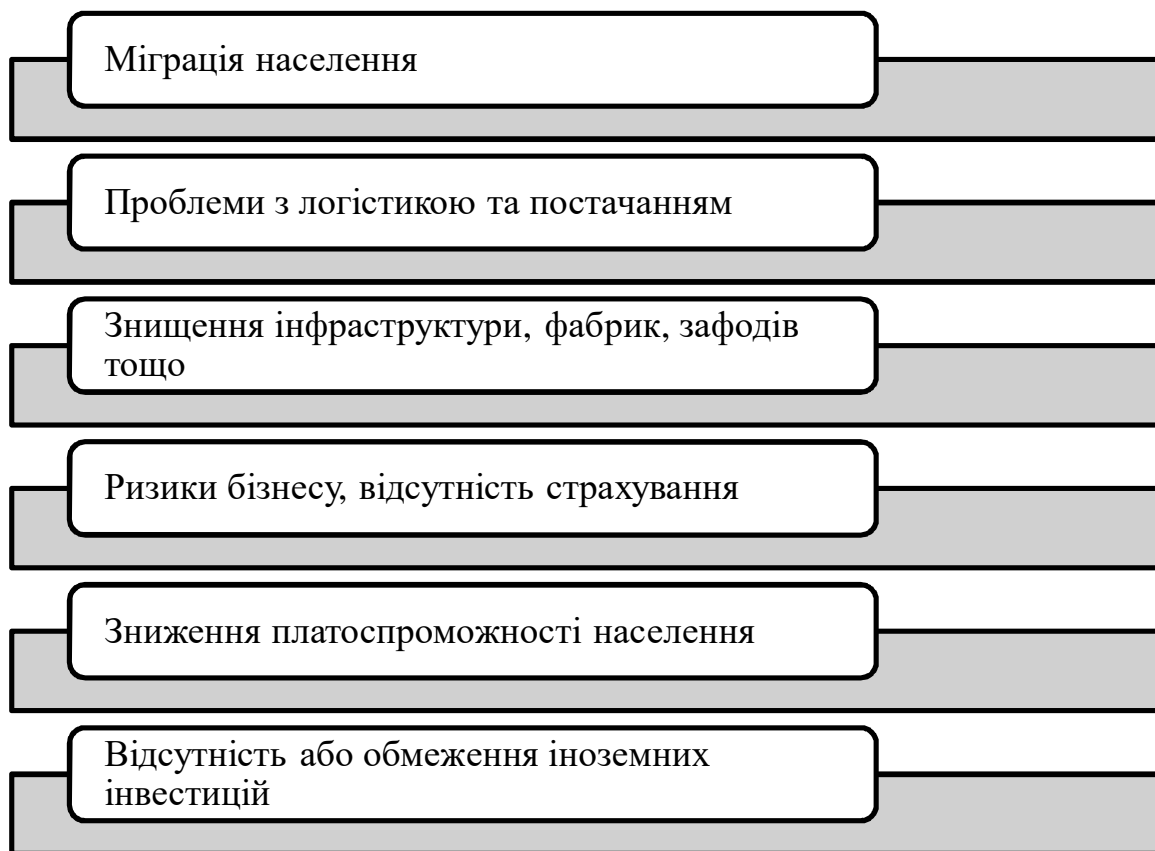 Міграція населення
Проблеми з логістикою та постачанням
Знищення інфраструктури, фабрик, зафодів
тощо
Ризики бізнесу, відсутність страхування
Зниження платоспроможності населення
Відсутність або обмеження іноземних
інвестицій